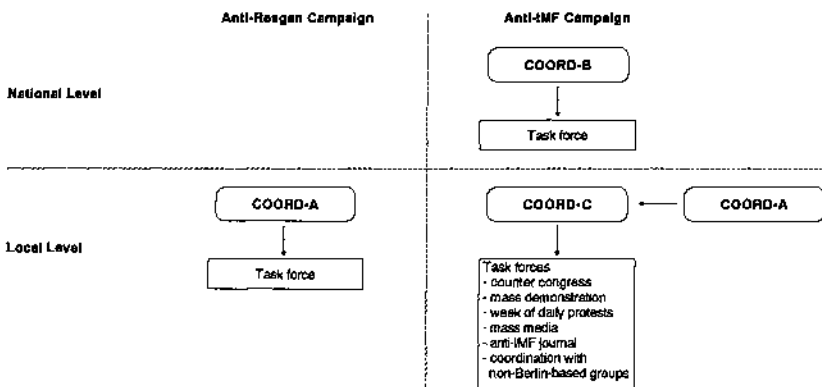 Anti-Reagan Campaign
Anti-IMF Campaign
National Level
COORD-B
Task force
Local Level
COORD-A
Task force
COORD-C
COORD-A
Task forces
- counter congress
- mass demonstration
- week of daily protests
- mass media
- anti-IMF journal
- coordination with
non-Berlin-based groups